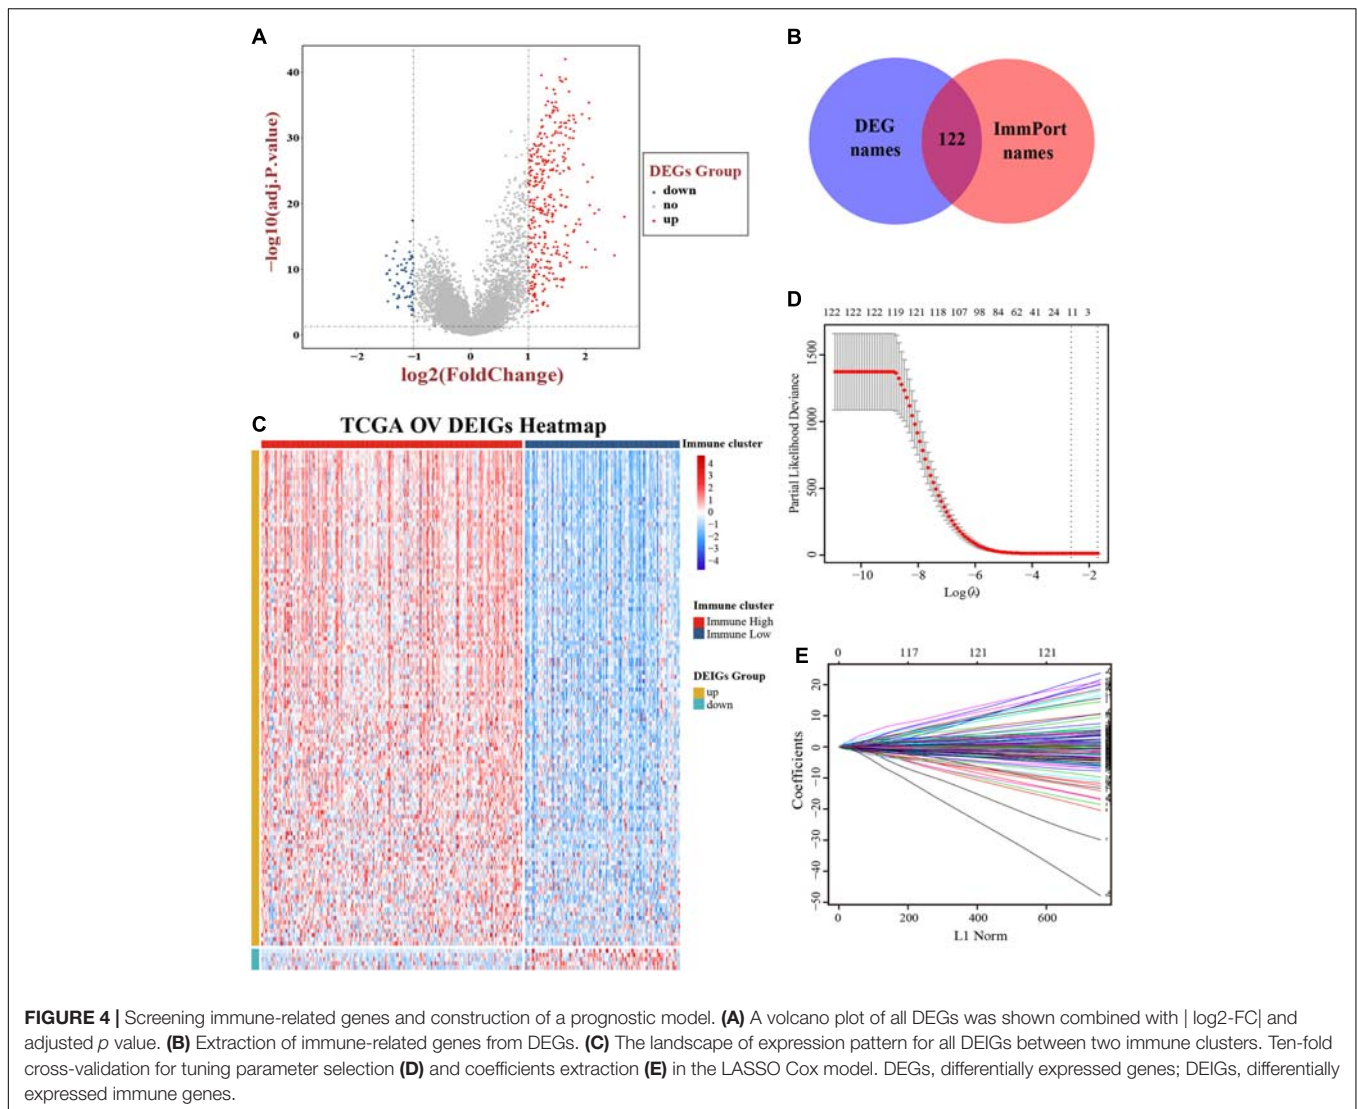 A
−log10(adj.P.value)
40
30
20
10
0
−2
−1
0
1
2
log2(FoldChange)
DEGs Group
down
no
up
B
DEG
names
122
ImmPort
names
C
TCGA OV DEIGs Heatmap
Immune cluster
4
3
2
1
0
−1
−2
−3
−4
Immune cluster
Immune High
Immune Low
DEIGs Group
up
down
D
122 122 122 119 121 118 107 98 84 62 41 24 11 3
Partial Likelihood Deviance
1500
1000
500
0
−10
−8
−6
−4
−2
Log(λ)
E
0 117 121 121
Coefficients
20
10
0
−10
−20
−30
−40
−50
0
200
400
600
L1 Norm
FIGURE 4 | Screening immune-related genes and construction of a prognostic model. (A) A volcano plot of all DEGs was shown combined with | log2-FC| and
adjusted p value. (B) Extraction of immune-related genes from DEGs. (C) The landscape of expression pattern for all DEIGs between two immune clusters. Ten-fold
cross-validation for tuning parameter selection (D) and coefficients extraction (E) in the LASSO Cox model. DEGs, differentially expressed genes; DEIGs, differentially
expressed immune genes.